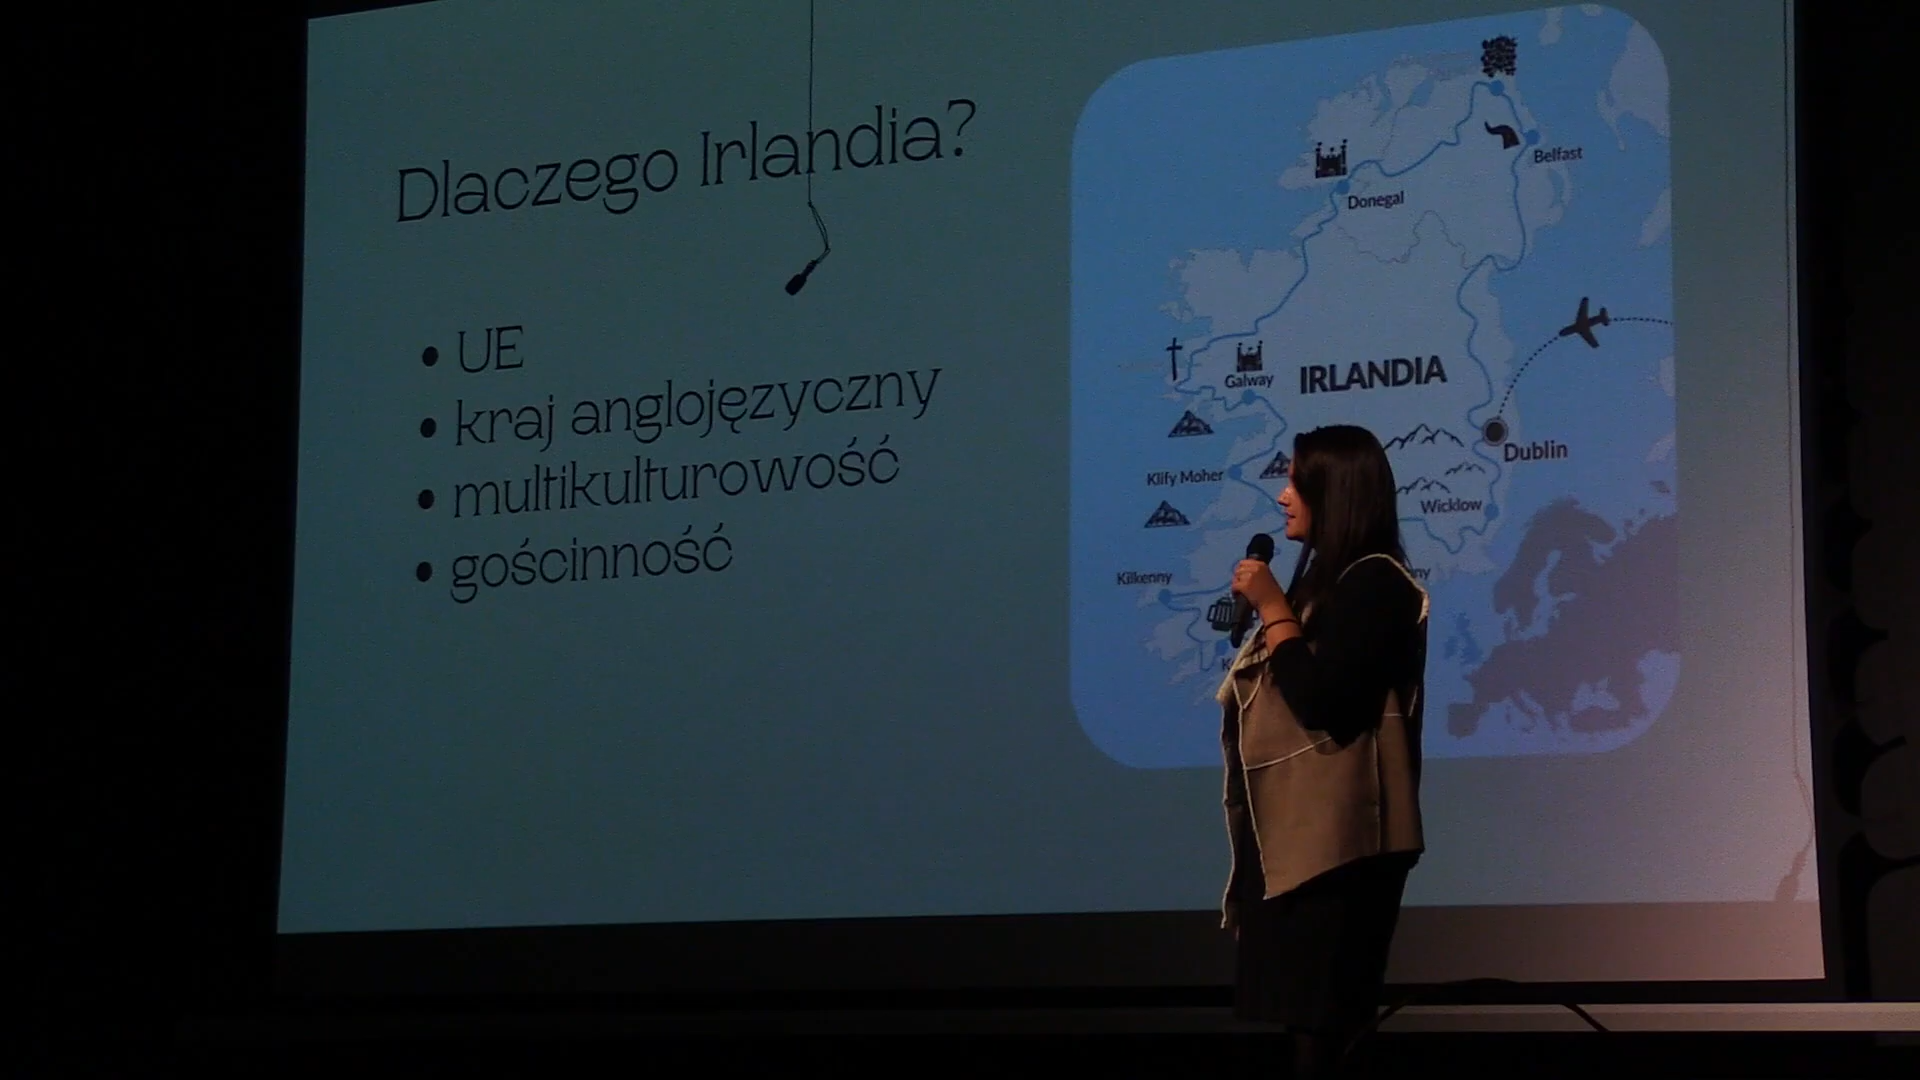 Dlaczego Irlandia?
UE
kraj anglojęzyczny
multikulturowość
gościnność
Belfast
Donegal
Galway
IRLANDIA
Dublin
Klify Moher
Wicklow
Kilkenny